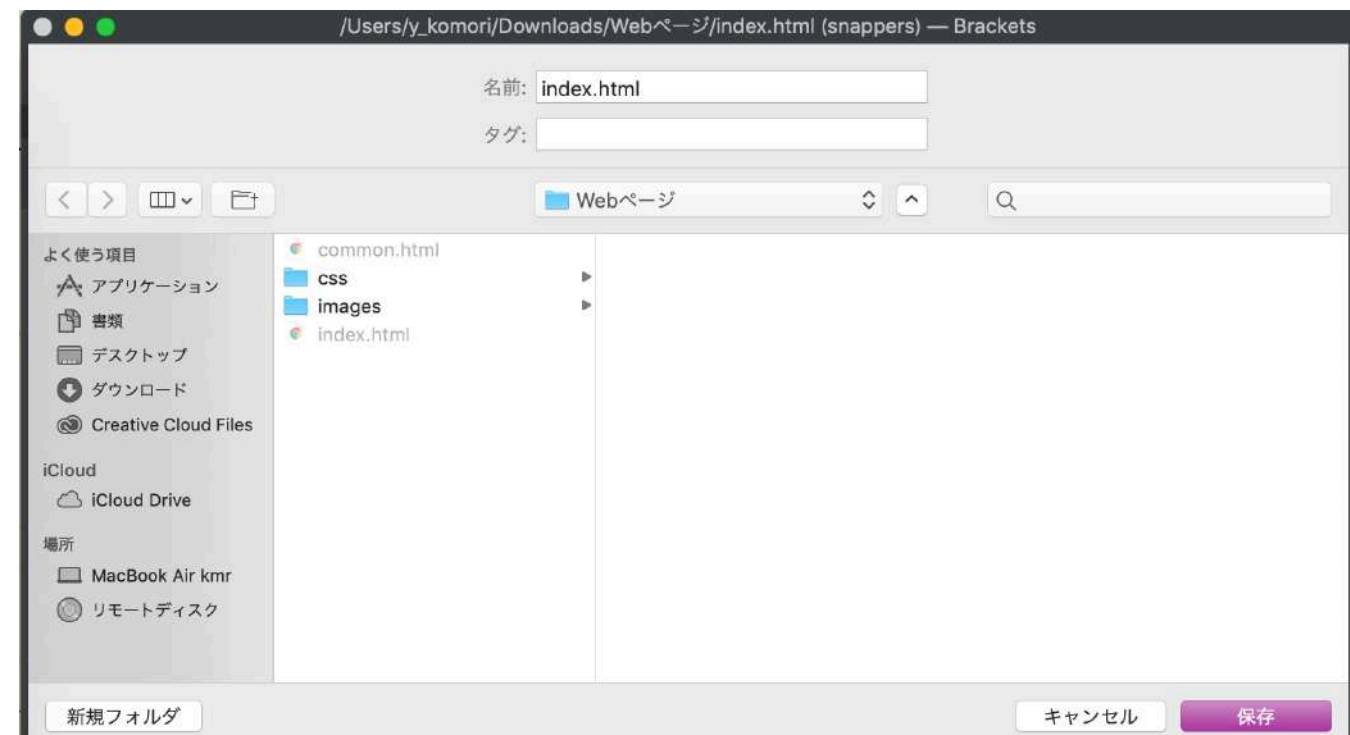 /Users/y_komori/Downloads/Webページ/index.html (snappers) — Brackets
名前: index.html
タグ:
Webページ
よく使う項目
アプリケーション
書類
デスクトップ
ダウンロード
Creative Cloud Files
iCloud
iCloud Drive
場所
MacBook Air kmr
リモートディスク
common.html
css
images
index.html
新規フォルダ
キャンセル
保存